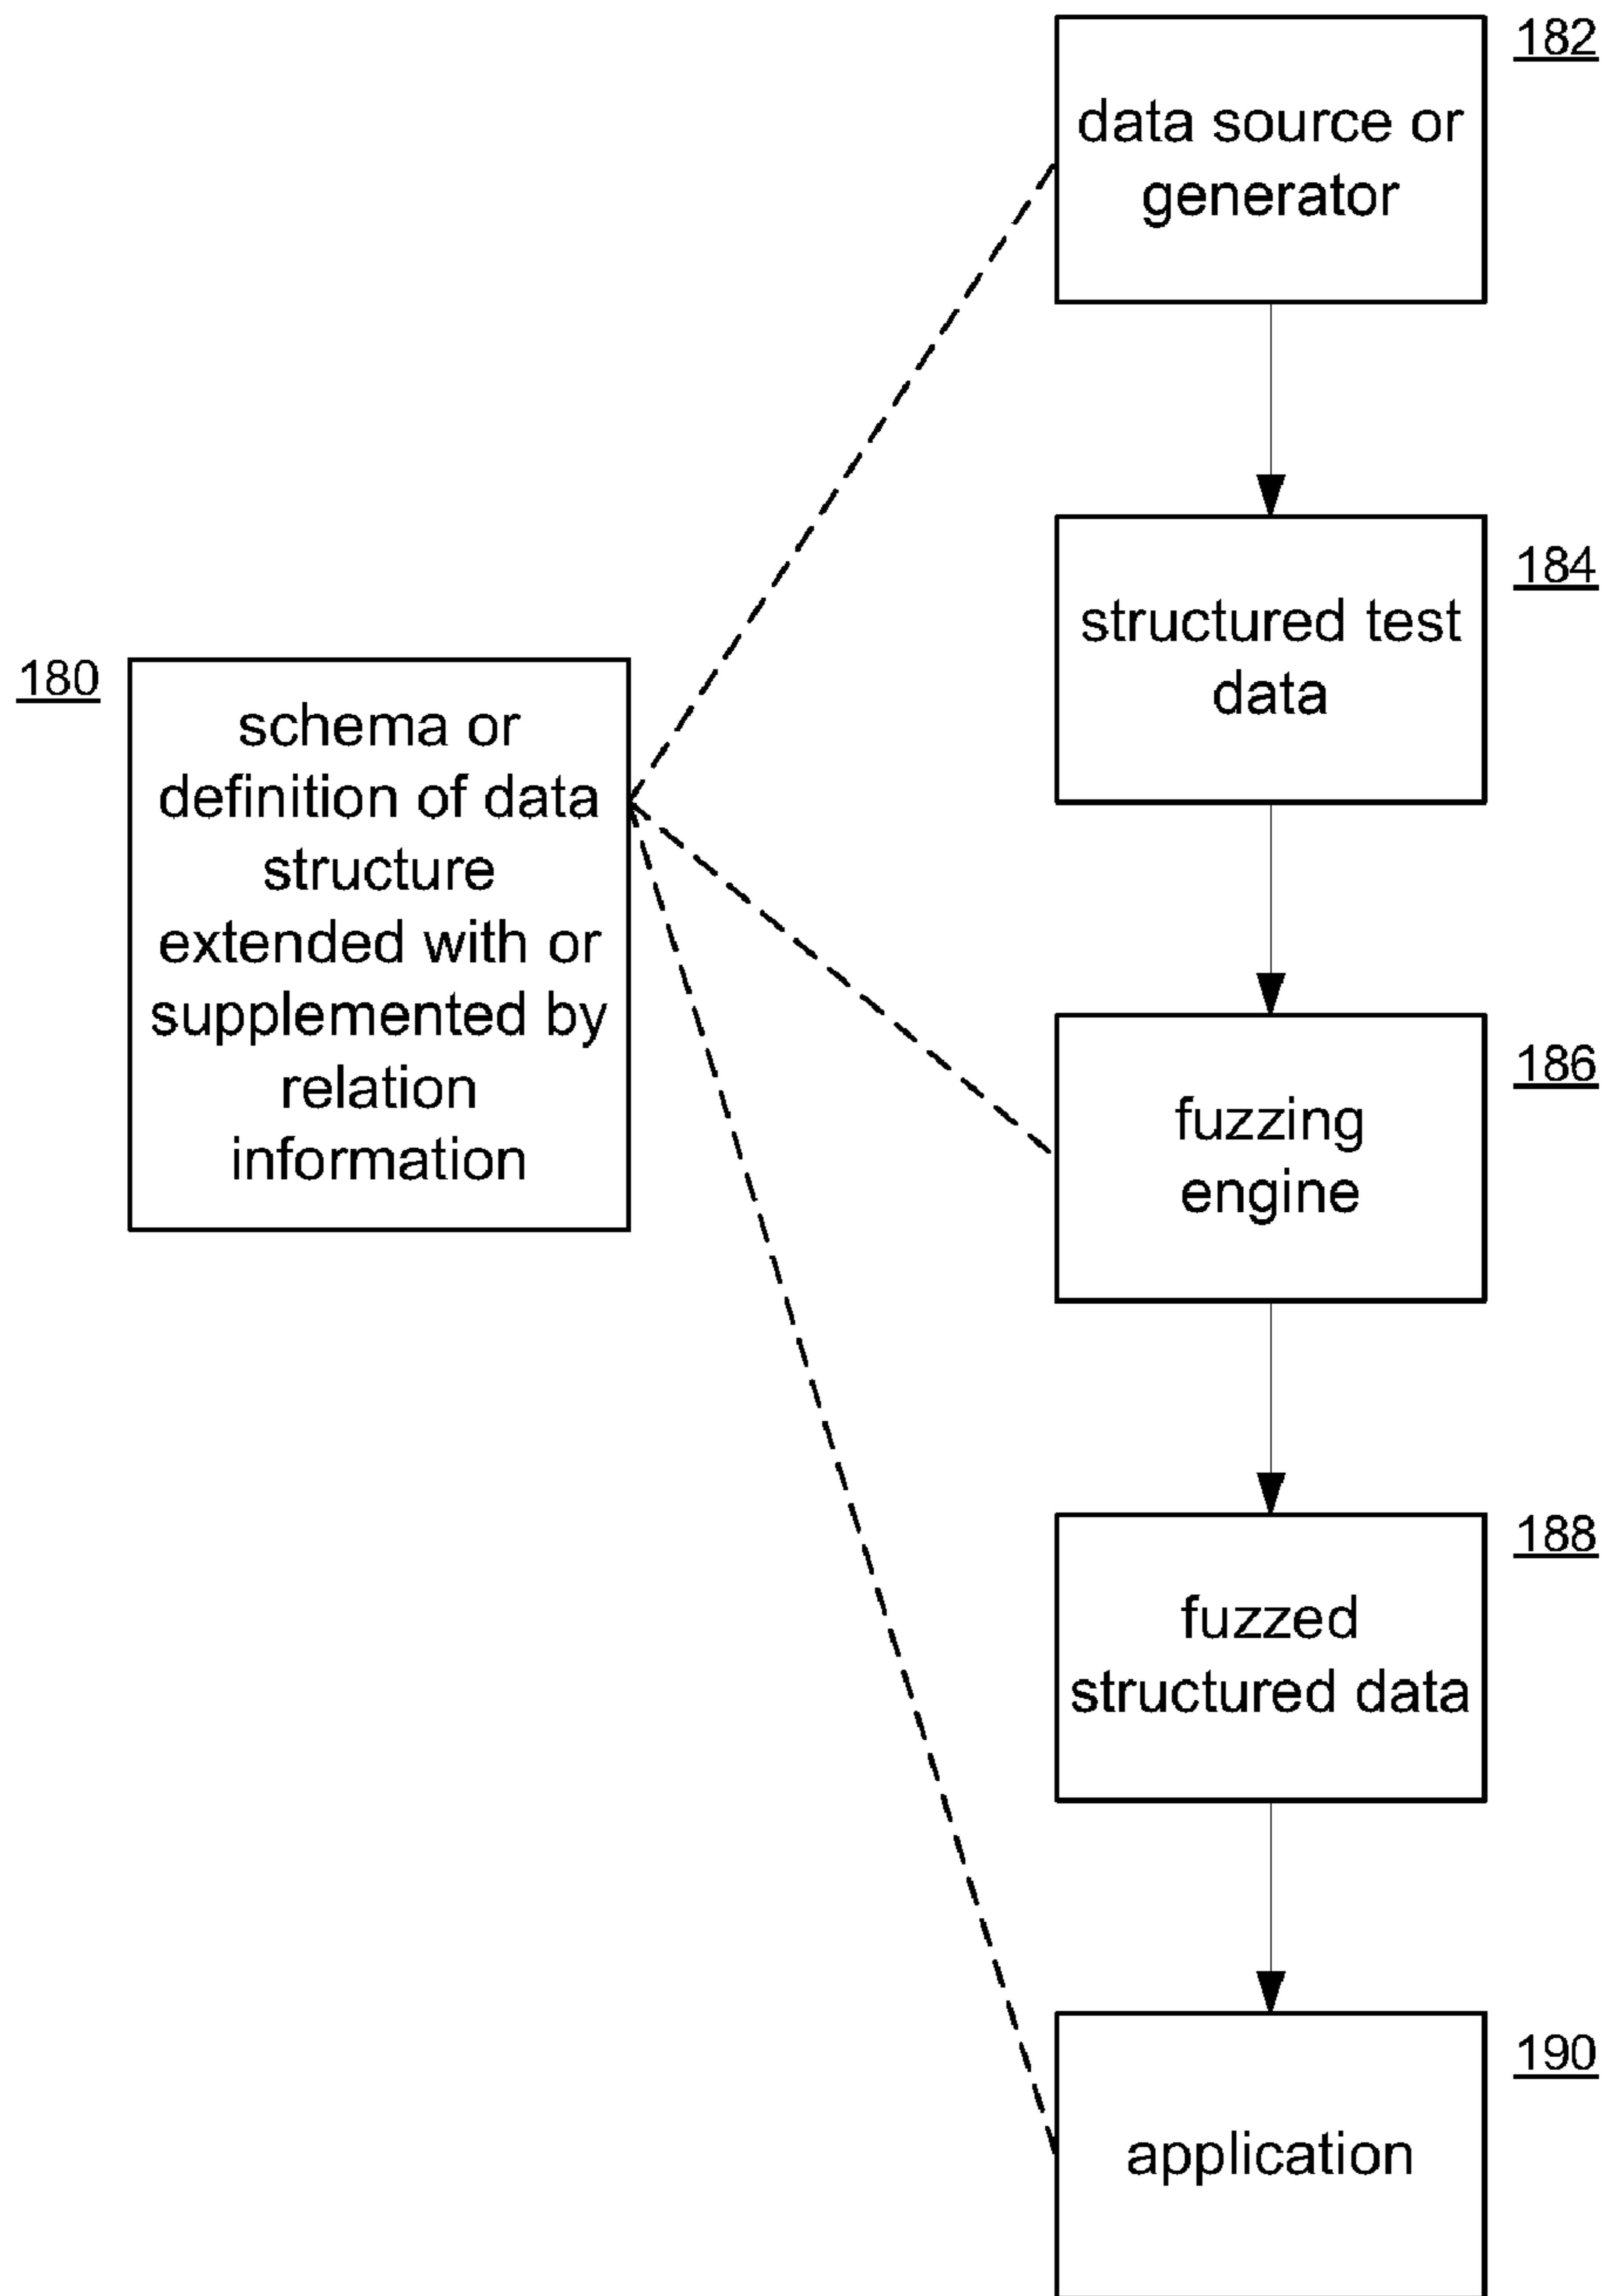 182
data source or
generator
184
structured test
data
180
schema or
definition of data
structure
extended with or
supplemented by
relation
information
186
fuzzing
engine
188
fuzzed
structured data
190
application